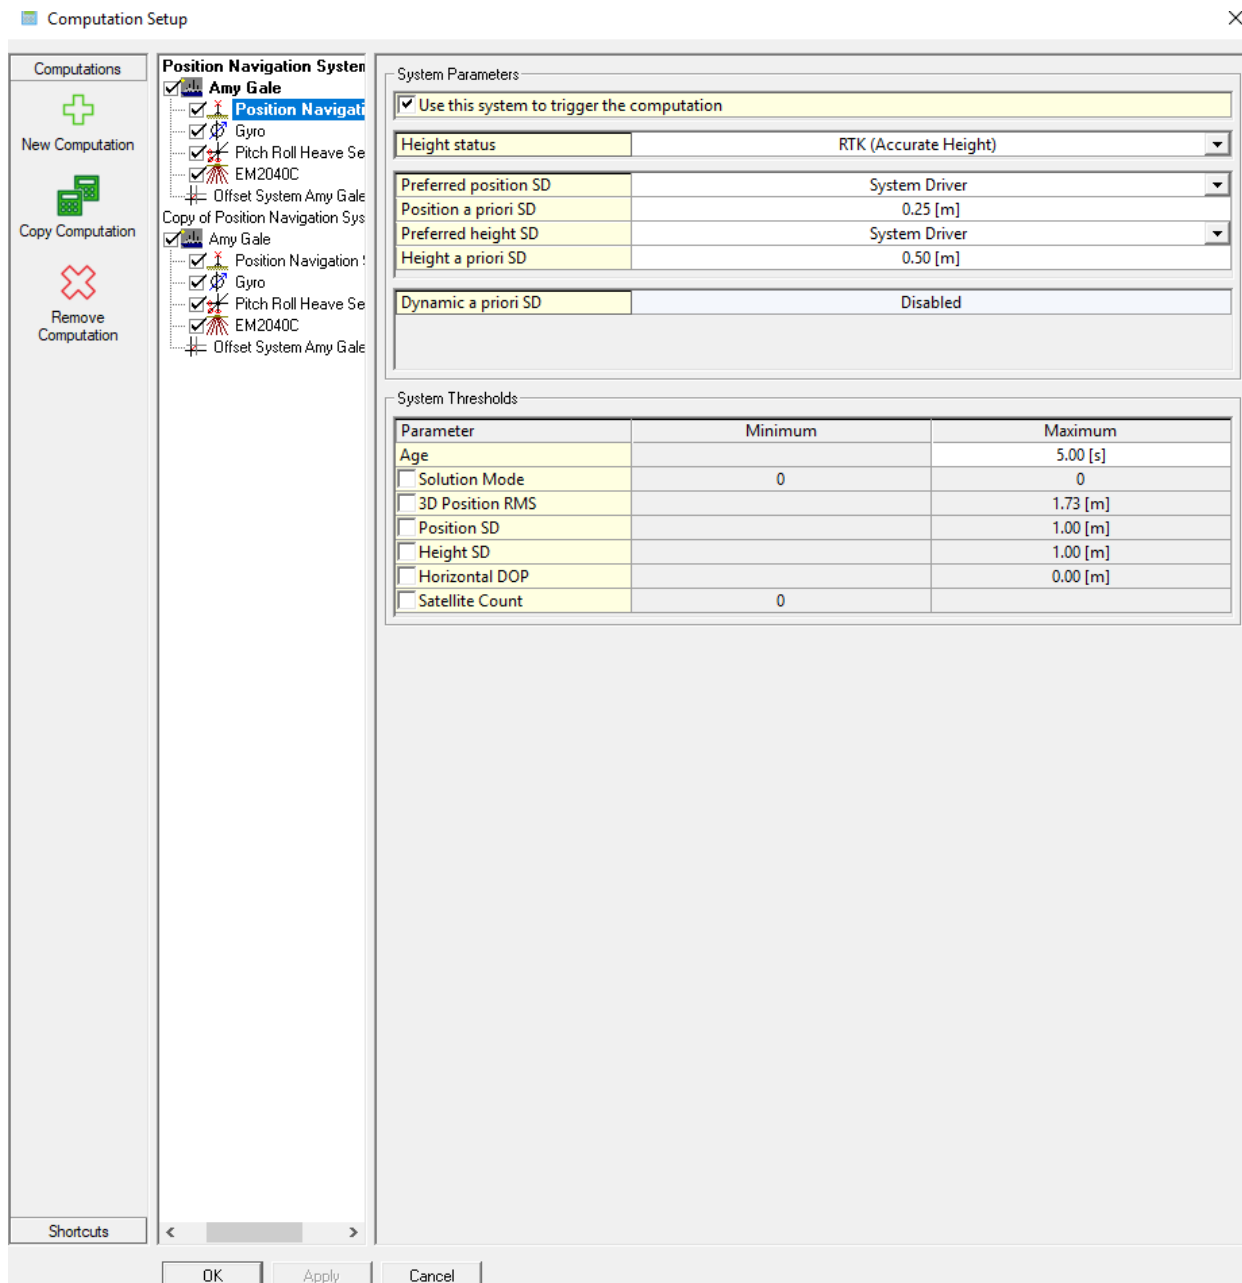 Computation Setup
Computations
New Computation
Copy Computation
Remove
Computation
Shortcuts
Position Navigation System
Amy Gale
Position Navigati
Gyro
Pitch Roll Heave Se
EM2040C
Offset System Amy Gale
Copy of Position Navigation Sys
Amy Gale
Position Navigation
Gyro
Pitch Roll Heave Se
EM2040C
Offset System Amy Gale
System Parameters
Use this system to trigger the computation
Height status RTK (Accurate Height)
Preferred position SD System Driver
Position a priori SD 0.25 [m]
Preferred height SD System Driver
Height a priori SD 0.50 [m]
Dynamic a priori SD Disabled
System Thresholds
Parameter Minimum Maximum
Age 5.00 [s]
Solution Mode 0 0
3D Position RMS 1.73 [m]
Position SD 1.00 [m]
Height SD 1.00 [m]
Horizontal DOP 0.00 [m]
Satellite Count 0
OK Apply Cancel